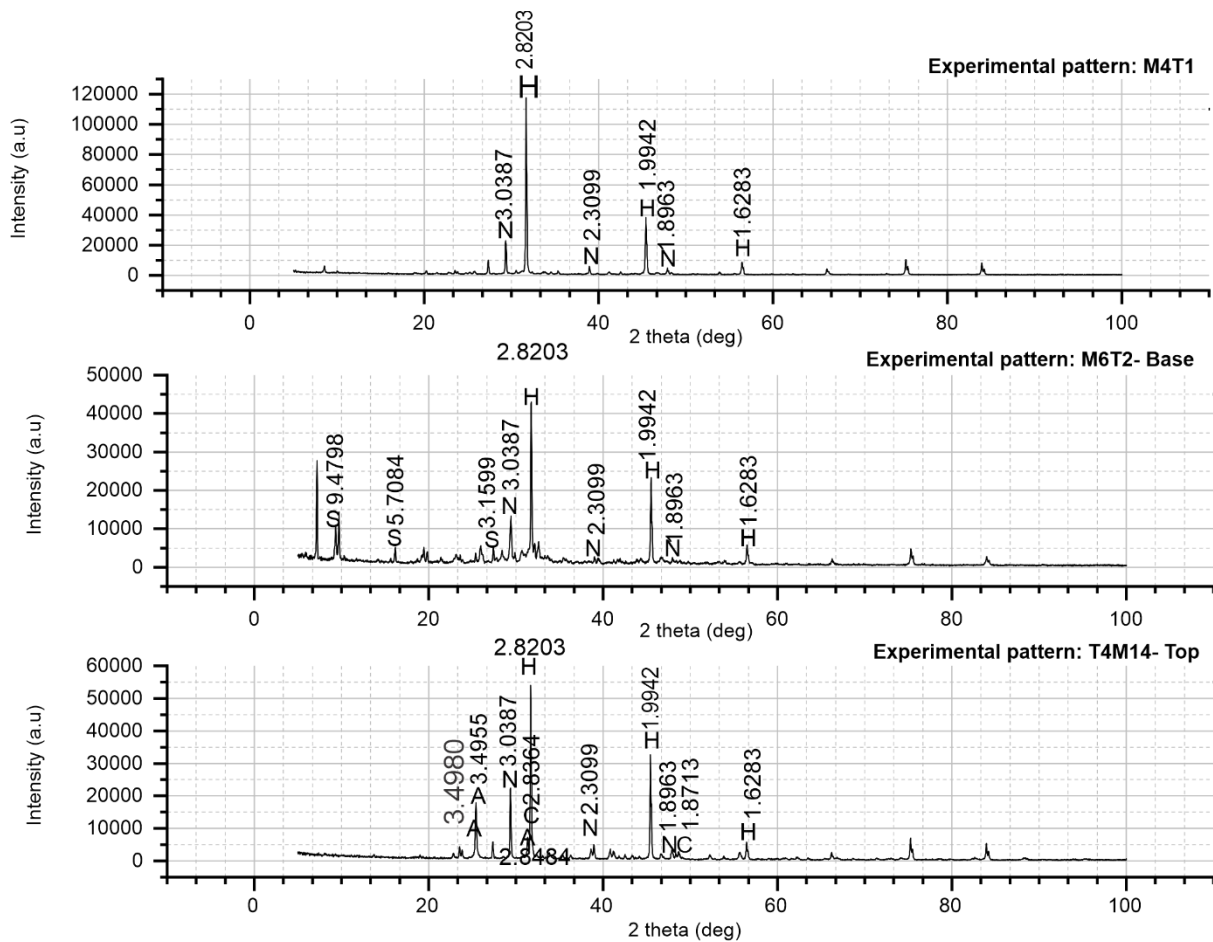 Experimental pattern: M4T1
Intensity (a.u)
120000
100000
80000
60000
40000
20000
0
N 3.0387
H 2.8203
N 2.3099
H 1.9942
N 1.8963
H 1.6283
0 20 40 60 80 100
2 theta (deg)
Experimental pattern: M6T2- Base
Intensity (a.u)
50000
40000
30000
20000
10000
0
S 9.4798
S 5.7084
S 3.1599
N 3.0387
2.8203
H
N 2.3099
H 1.9942
N 1.8963
H 1.6283
0 20 40 60 80 100
2 theta (deg)
Experimental pattern: T4M14- Top
Intensity (a.u)
60000
50000
40000
30000
20000
10000
0
A 3.4980
A 3.4955
N 3.0387
2.8203
H
A 2.8484
C 2.8364
N 2.3099
H 1.9942
N 1.8963
C 1.8713
H 1.6283
0 20 40 60 80 100
2 theta (deg)